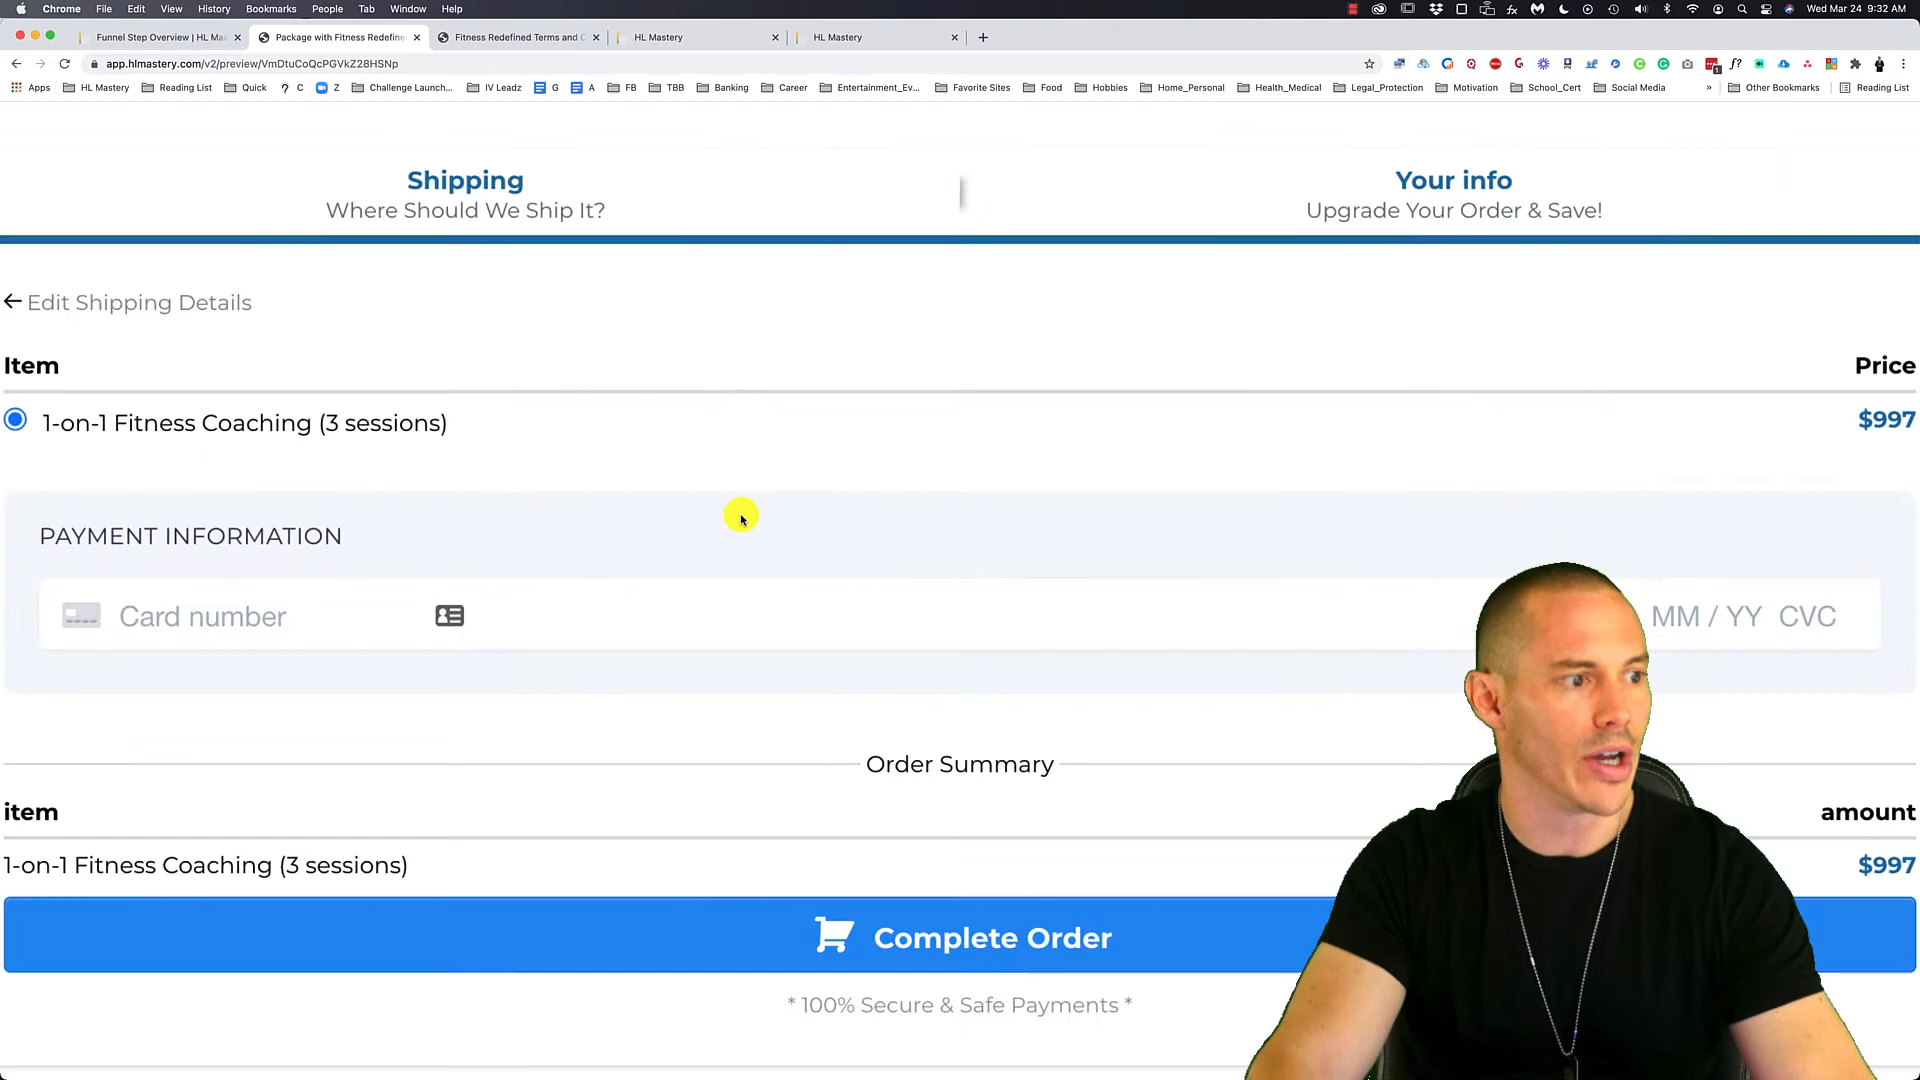 Chrome File Edit View History Bookmarks People Tab Window Help Wed Mar 24 9:32 AM
Funnel Step Overview | HL Mas Package with Fitness Redefine Fitness Redefined Terms and C HL Mastery HL Mastery
app.hlmastery.com/v2/preview/VmDtuCoQcPGVkZ28HSNp
Apps HL Mastery Reading List Quick C Z Challenge Launch... IV Leadz G A FB TBB Banking Career Entertainment_Ev... Favorite Sites Food Hobbies Home_Personal Health_Medical Legal_Protection Motivation School_Cert Social Media » Other Bookmarks Reading List
Shipping
Where Should We Ship It?
Your info
Upgrade Your Order & Save!
Edit Shipping Details
Item Price
1-on-1 Fitness Coaching (3 sessions) $997
PAYMENT INFORMATION
Card number MM / YY CVC
Order Summary
item amount
1-on-1 Fitness Coaching (3 sessions) $997
Complete Order
* 100% Secure & Safe Payments *